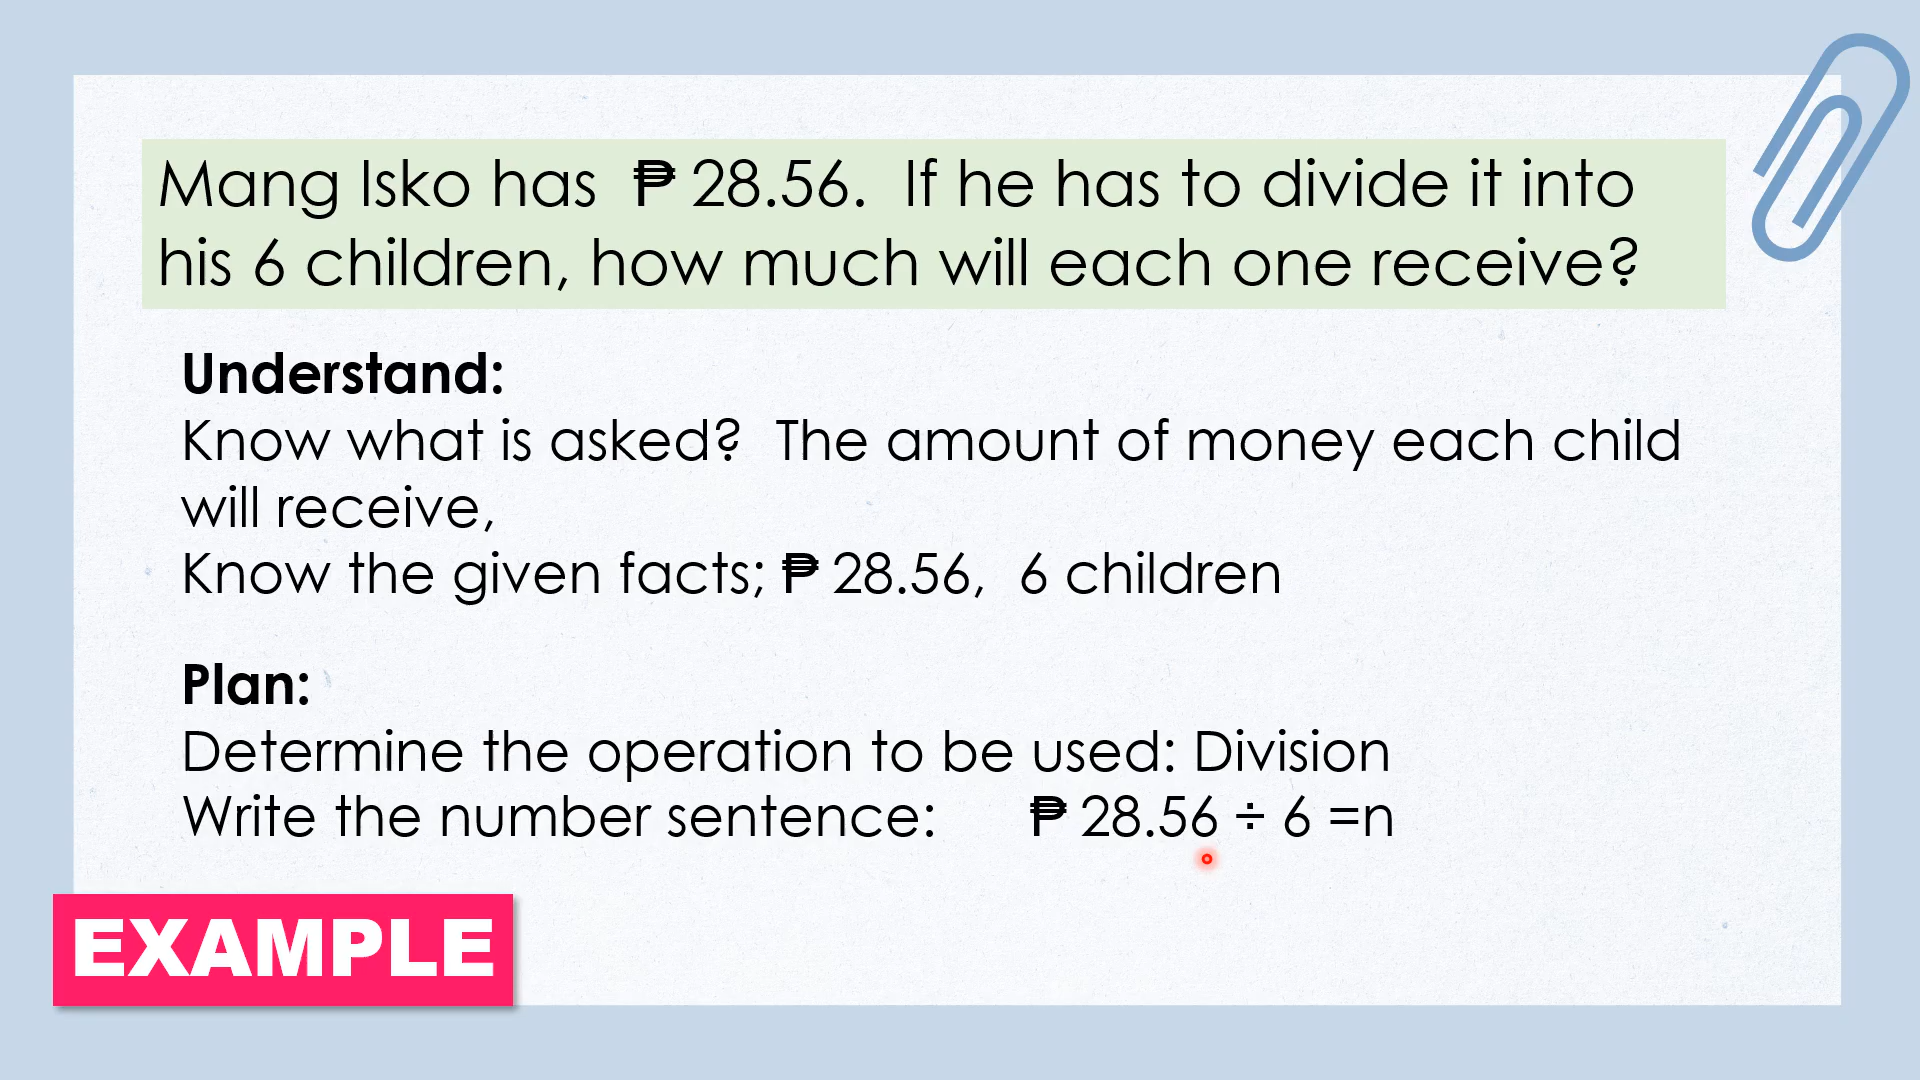 Mang Isko has ₱ 28.56. If he has to divide it into
his 6 children, how much will each one receive?
Understand:
Know what is asked? The amount of money each child
will receive,
Know the given facts; ₱ 28.56, 6 children
Plan:
Determine the operation to be used: Division
Write the number sentence: ₱ 28.56 ÷ 6 =n
EXAMPLE